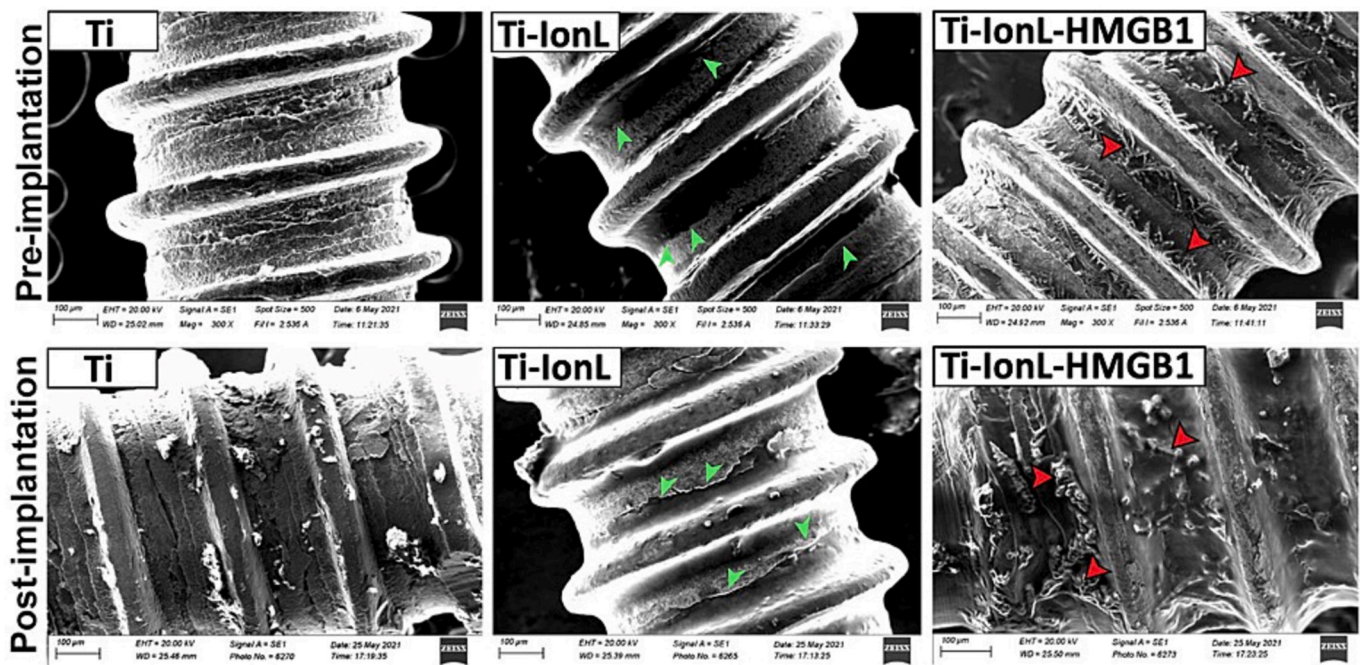 Pre-implantation
Ti
100 µm
EHT = 20.00 kV Signal A = SE1 Spot Size = 500 Date: 6 May 2021
WD = 25.02 mm Mag = 300 X Fil I = 2.536 A Time: 11:21:35
ZEISS
Ti-IonL
100 µm
EHT = 20.00 kV Signal A = SE1 Spot Size = 500 Date: 6 May 2021
WD = 24.85 mm Mag = 300 X Fil I = 2.536 A Time: 11:33:29
ZEISS
Ti-IonL-HMGB1
100 µm
EHT = 20.00 kV Signal A = SE1 Spot Size = 500 Date: 6 May 2021
WD = 24.92 mm Mag = 300 X Fil I = 2.536 A Time: 11:41:11
ZEISS
Post-implantation
Ti
100 µm
EHT = 20.00 kV Signal A = SE1 Date: 25 May 2021
WD = 25.46 mm Photo No. = 6270 Time: 17:19:35
ZEISS
Ti-IonL
100 µm
EHT = 20.00 kV Signal A = SE1 Date: 25 May 2021
WD = 25.39 mm Photo No. = 6265 Time: 17:13:25
ZEISS
Ti-IonL-HMGB1
100 µm
EHT = 20.00 kV Signal A = SE1 Date: 25 May 2021
WD = 25.50 mm Photo No. = 6273 Time: 17:23:25
ZEISS